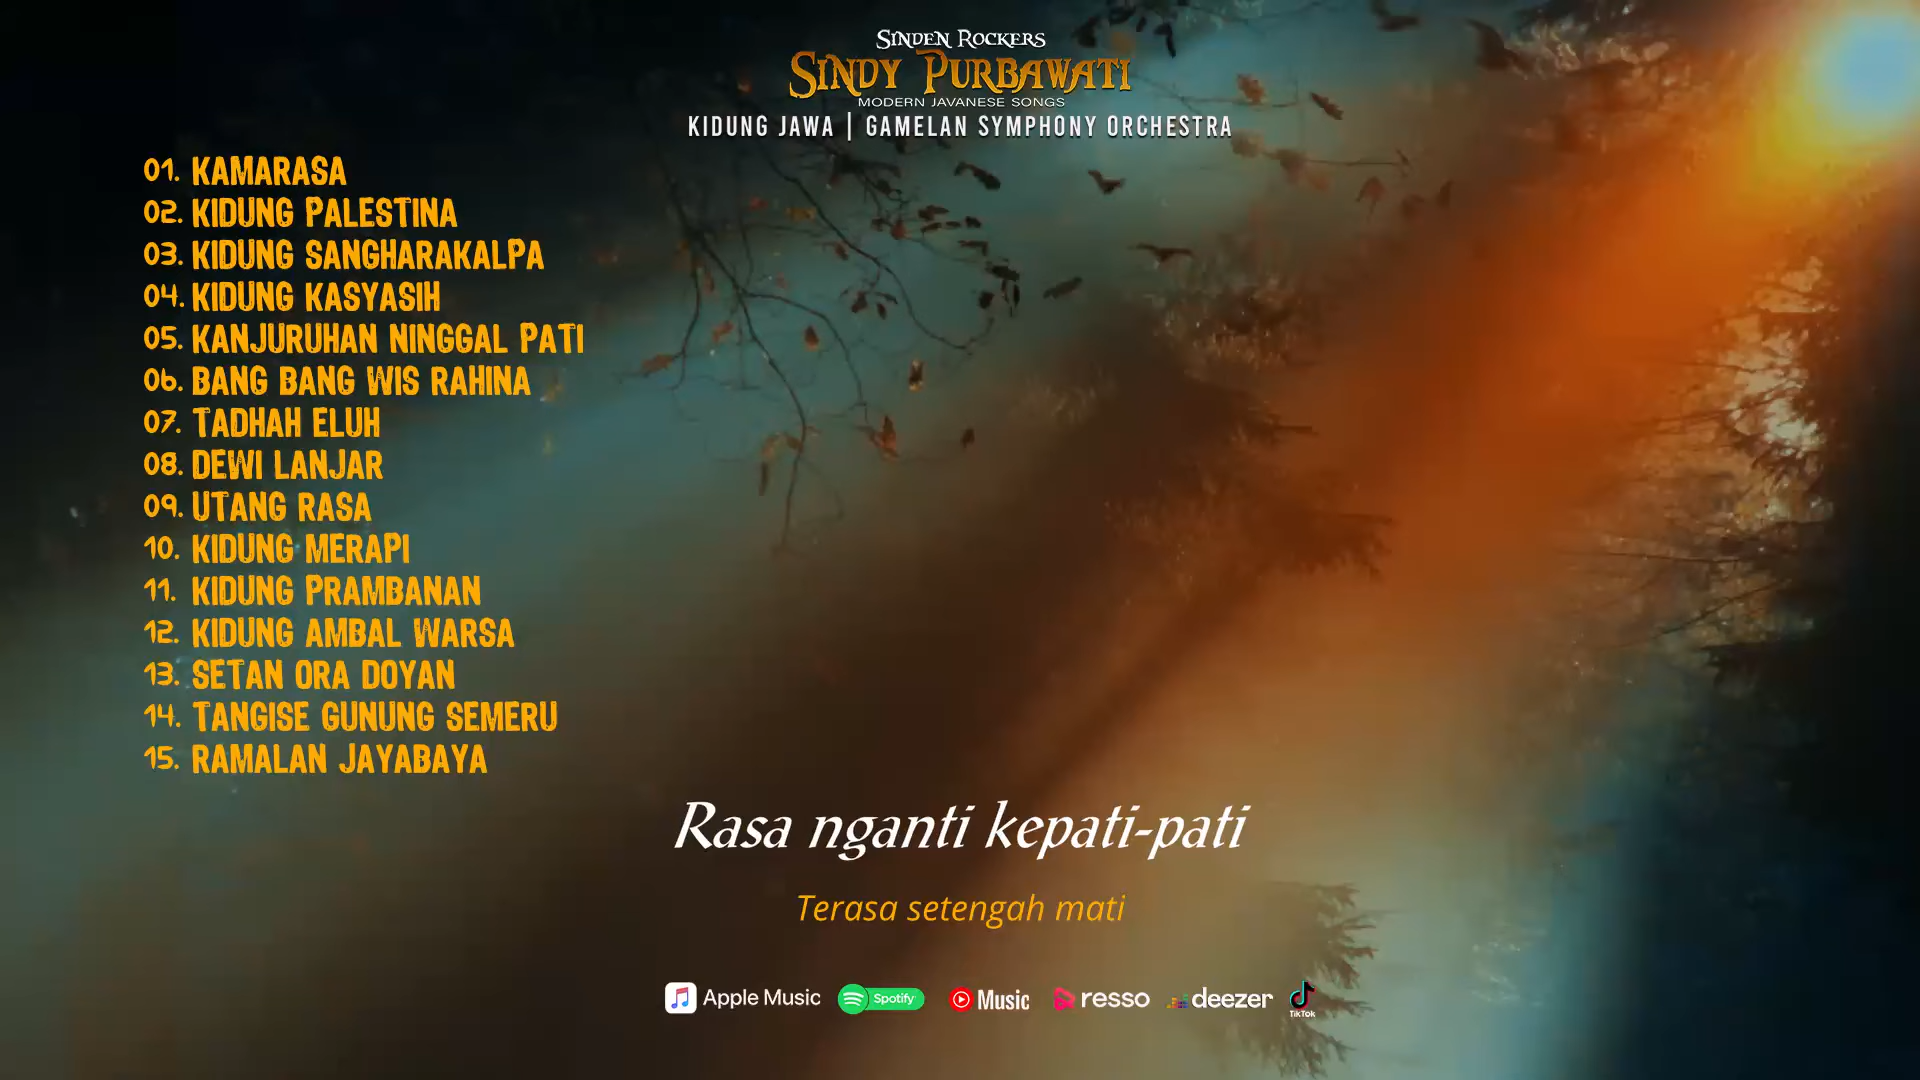 SINDEN ROCKERS
SINDY PURBAWATI
MODERN JAVANESE SONGS
KIDUNG JAWA | GAMELAN SYMPHONY ORCHESTRA
01. KAMARASA
02. KIDUNG PALESTINA
03. KIDUNG SANGHARAKALPA
04. KIDUNG KASYASIH
05. KANJURUHAN NINGGAL PATI
06. BANG BANG WIS RAHINA
07. TADHAH ELUH
08. DEWI LANJAR
09. UTANG RASA
10. KIDUNG MERAPI
11. KIDUNG PRAMBANAN
12. KIDUNG AMBAL WARSA
13. SETAN ORA DOYAN
14. TANGISE GUNUNG SEMERU
15. RAMALAN JAYABAYA
Rasa nganti kepati-pati
Terasa setengah mati
Apple Music Spotify Music resso deezer TikTok